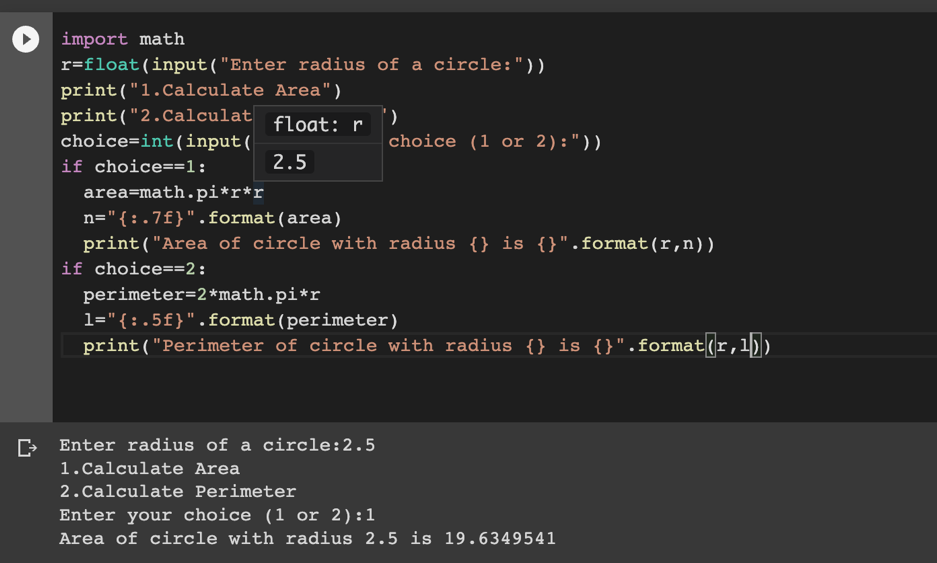 import math
r=float(input("Enter radius of a circle:"))
print("1.Calculate Area")
print("2.Calculat ')
float: r
2.5
choice=int(input( choice (1 or 2):"))
if choice==1:
  area=math.pi*r*r
  n="{:.7f}".format(area)
  print("Area of circle with radius {} is {}".format(r,n))
if choice==2:
  perimeter=2*math.pi*r
  l="{:.5f}".format(perimeter)
  print("Perimeter of circle with radius {} is {}".format(r,l))
Enter radius of a circle:2.5
1.Calculate Area
2.Calculate Perimeter
Enter your choice (1 or 2):1
Area of circle with radius 2.5 is 19.6349541